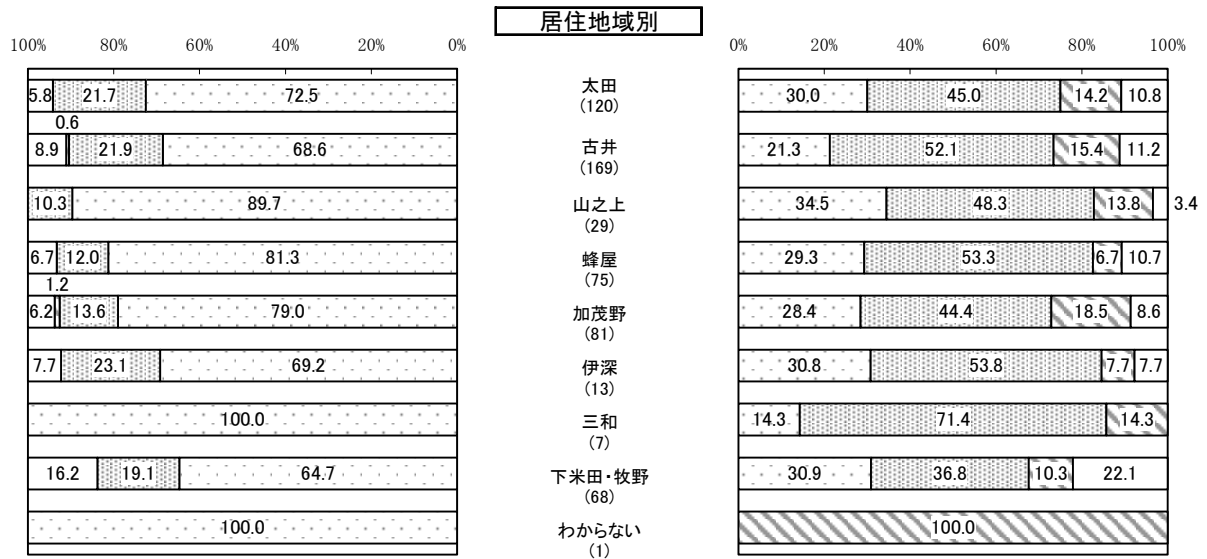 居住地域別
100% 80% 60% 40% 20% 0% 0% 20% 40% 60% 80% 100%
5.8 21.7 72.5 太田 (120) 30.0 45.0 14.2 10.8
0.6
8.9 21.9 68.6 古井 (169) 21.3 52.1 15.4 11.2
10.3 89.7 山之上 (29) 34.5 48.3 13.8 3.4
6.7 12.0 81.3 蜂屋 (75) 29.3 53.3 6.7 10.7
1.2
6.2 13.6 79.0 加茂野 (81) 28.4 44.4 18.5 8.6
7.7 23.1 69.2 伊深 (13) 30.8 53.8 7.7 7.7
100.0 三和 (7) 14.3 71.4 14.3
16.2 19.1 64.7 下米田・牧野 (68) 30.9 36.8 10.3 22.1
100.0 わからない (1) 100.0